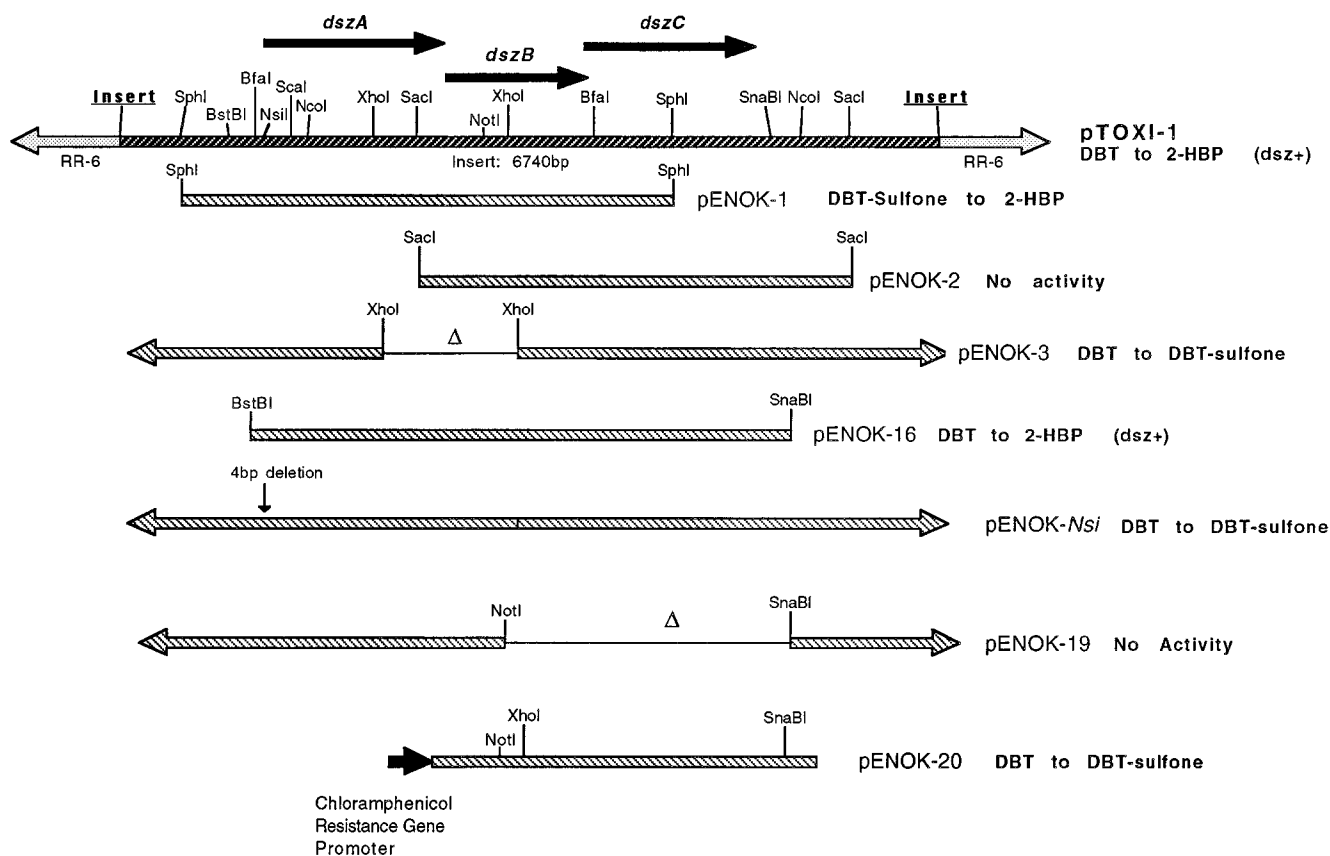 dszA
dszC
dszB
Insert SphI BstBI BfaI NsiI ScaI NcoI XhoI SacI NotI XhoI BfaI SphI SnaBI NcoI SacI Insert
pTOXI-1
DBT to 2-HBP (dsz+)
RR-6 Insert: 6740bp RR-6
SphI SphI
pENOK-1 DBT-Sulfone to 2-HBP
SacI SacI
pENOK-2 No activity
XhoI Δ XhoI
pENOK-3 DBT to DBT-sulfone
BstBI SnaBI
pENOK-16 DBT to 2-HBP (dsz+)
4bp deletion
pENOK-Nsi DBT to DBT-sulfone
NotI Δ SnaBI
pENOK-19 No Activity
NotI XhoI SnaBI
pENOK-20 DBT to DBT-sulfone
Chloramphenicol
Resistance Gene
Promoter